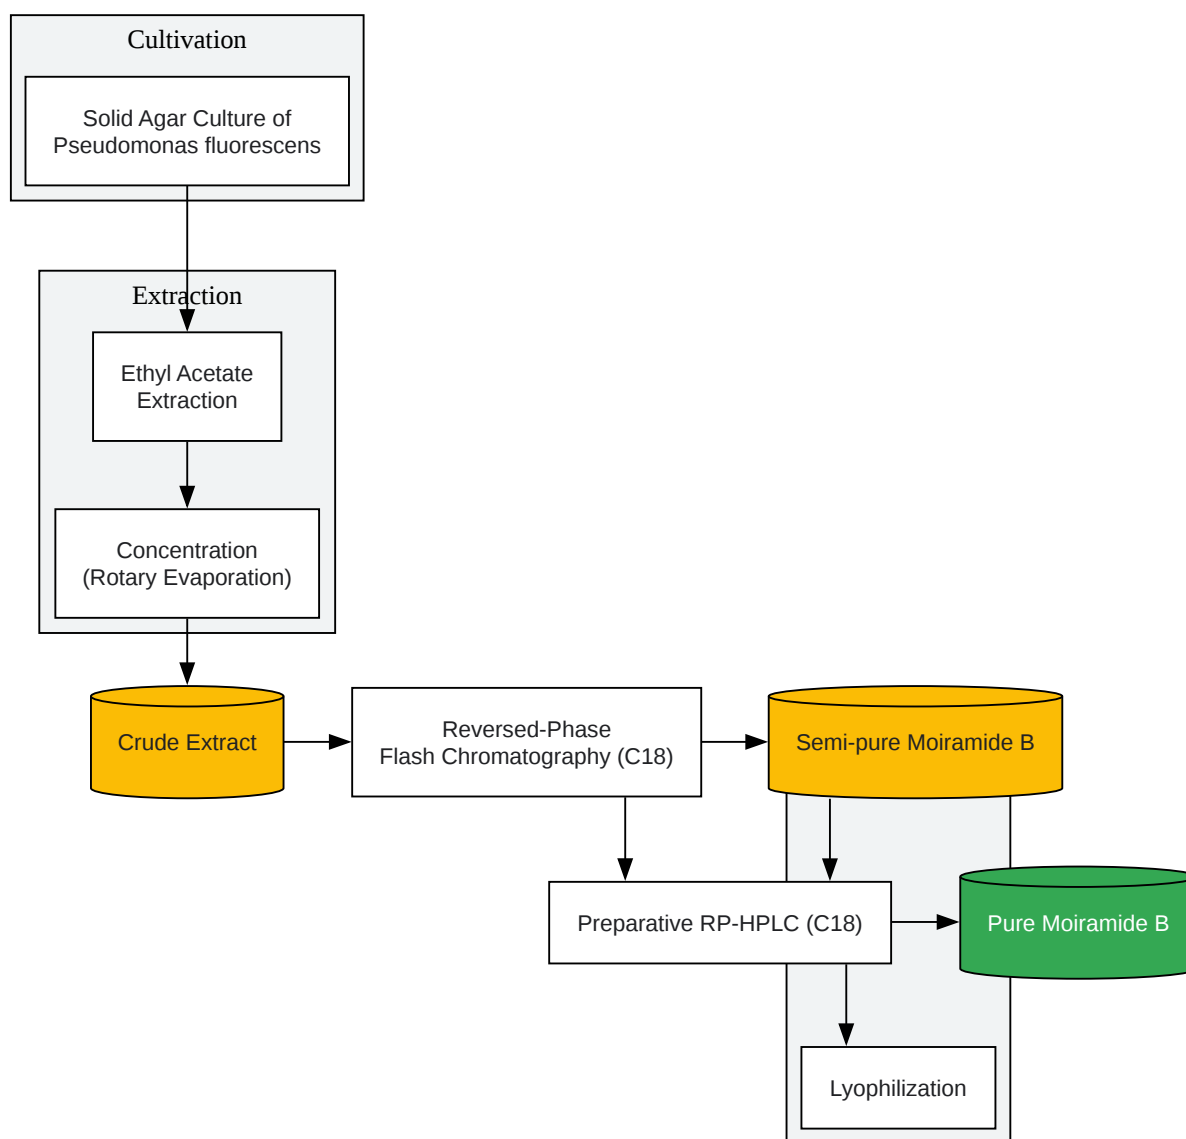 Cultivation
Solid Agar Culture of
Pseudomonas fluorescens
Extraction
Ethyl Acetate
Extraction
Concentration
(Rotary Evaporation)
Crude Extract
Reversed-Phase
Flash Chromatography (C18)
Semi-pure Moiramide B
Preparative RP-HPLC (C18)
Pure Moiramide B
Lyophilization